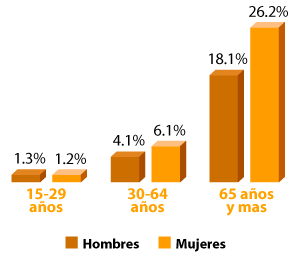 26.2%
18.1%
4.1%
6.1%
1.3%
1.2%
15-29
años
30-64
años
65 años
y mas
Hombres
Mujeres